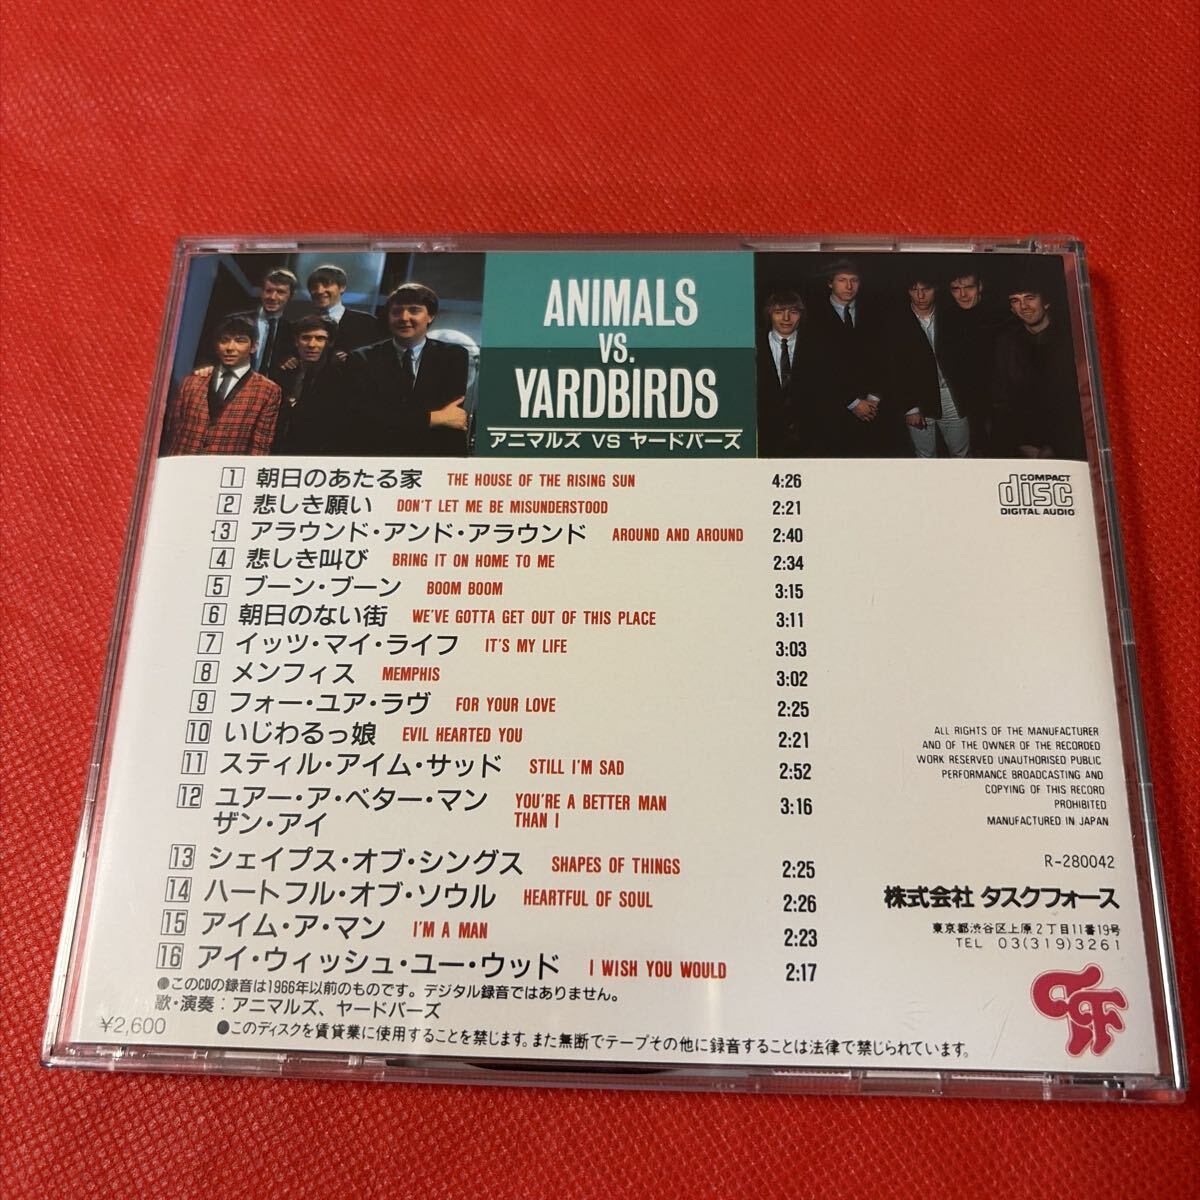 ANIMALS
VS.
YARDBIRDS
アニマルズ VS ヤードバーズ
1 朝日のあたる家 THE HOUSE OF THE RISING SUN 4:26
2 悲しき願い DON'T LET ME BE MISUNDERSTOOD 2:21
3 アラウンド・アンド・アラウンド AROUND AND AROUND 2:40
4 悲しき叫び BRING IT ON HOME TO ME 2:34
5 ブーン・ブーン BOOM BOOM 3:15
6 朝日のない街 WE'VE GOTTA GET OUT OF THIS PLACE 3:11
7 イッツ・マイ・ライフ IT'S MY LIFE 3:03
8 メンフィス MEMPHIS 3:02
9 フォー・ユア・ラヴ FOR YOUR LOVE 2:25
10 いじわるっ娘 EVIL HEARTED YOU 2:21
11 スティル・アイム・サッド STILL I'M SAD 2:52
12 ユアー・ア・ベター・マン YOU'RE A BETTER MAN 3:16
ザン・アイ THAN I
13 シェイプス・オブ・シングス SHAPES OF THINGS 2:25
14 ハートフル・オブ・ソウル HEARTFUL OF SOUL 2:26
15 アイム・ア・マン I'M A MAN 2:23
16 アイ・ウィッシュ・ユー・ウッド I WISH YOU WOULD 2:17
●このCDの録音は1966年以前のものです。デジタル録音ではありません。
歌・演奏：アニマルズ、ヤードバーズ
¥2,600 ●このディスクを賃貸業に使用することを禁じます。また無断でテープその他に録音することは法律で禁じられています。
COMPACT
disc
DIGITAL AUDIO
ALL RIGHTS OF THE MANUFACTURER
AND OF THE OWNER OF THE RECORDED
WORK RESERVED UNAUTHORISED PUBLIC
PERFORMANCE BROADCASTING AND
COPYING OF THIS RECORD
PROHIBITED
MANUFACTURED IN JAPAN
R-280042
株式会社 タスクフォース
東京都渋谷区上原2丁目11番19号
TEL 03(319)3261